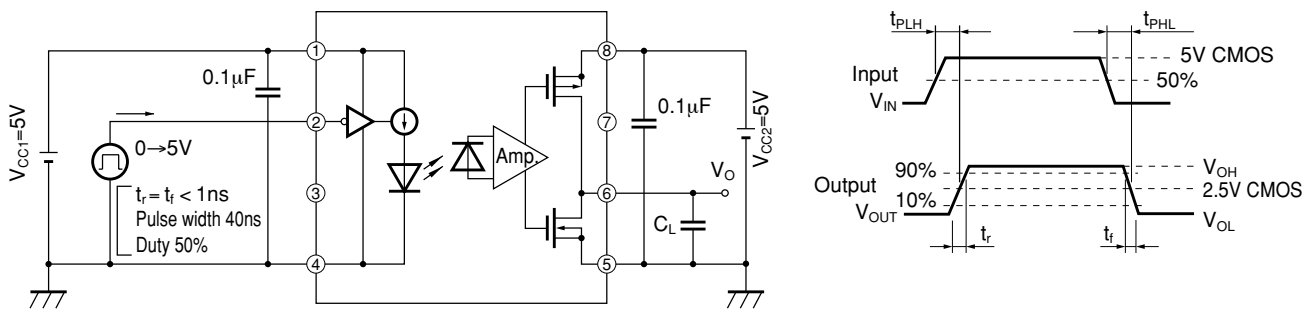 V_CC1=5V
0→5V
t_r = t_f < 1ns
Pulse width 40ns
Duty 50%
0.1μF
①
②
③
④
Amp.
⑧
⑦
⑥
⑤
0.1μF
V_O
C_L
V_CC2=5V
t_PLH
t_PHL
Input
V_IN
5V CMOS
50%
90%
Output
10%
V_OUT
V_OH
2.5V CMOS
V_OL
t_r
t_f